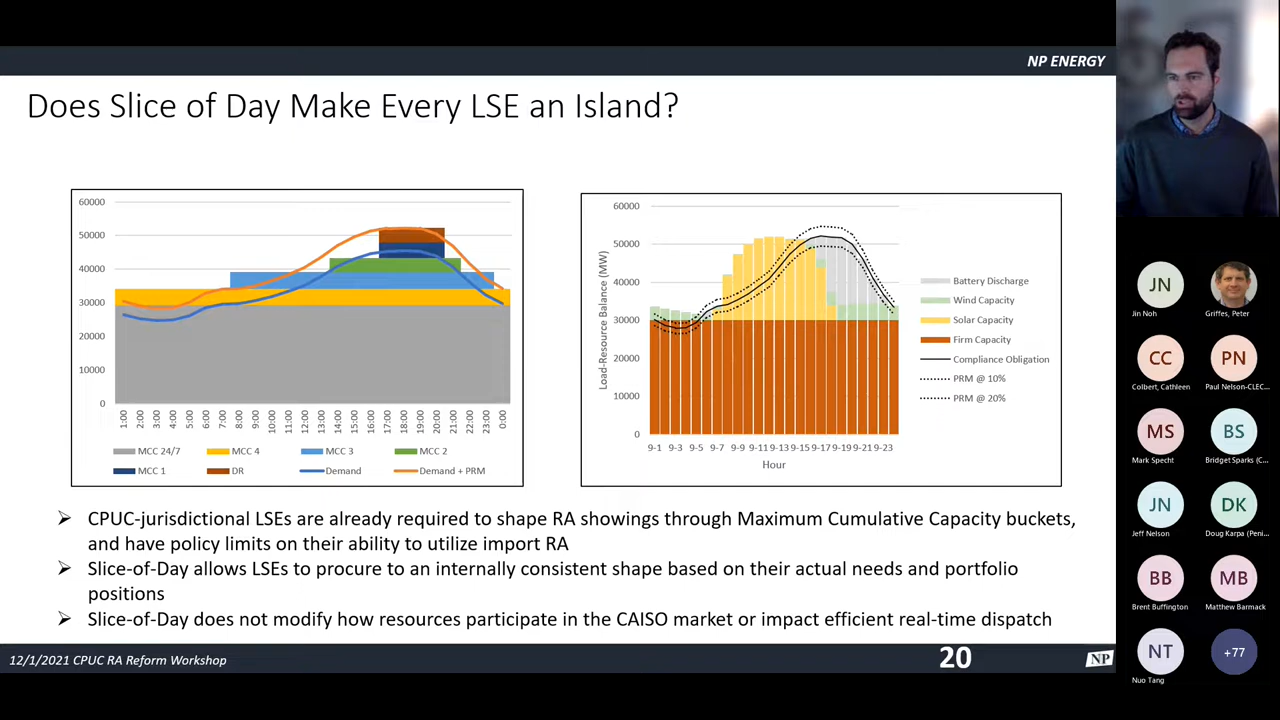 NP ENERGY
Does Slice of Day Make Every LSE an Island?
60000
50000
40000
30000
20000
10000
0
1:00 2:00 3:00 4:00 5:00 6:00 7:00 8:00 9:00 10:00 11:00 12:00 13:00 14:00 15:00 16:00 17:00 18:00 19:00 20:00 21:00 22:00 23:00 0:00
MCC 24/7 MCC 4 MCC 3 MCC 2
MCC 1 DR Demand Demand + PRM
Load-Resource Balance (MW)
60000
50000
40000
30000
20000
10000
0
9-1 9-3 9-5 9-7 9-9 9-11 9-13 9-15 9-17 9-19 9-21 9-23
Hour
Battery Discharge
Wind Capacity
Solar Capacity
Firm Capacity
Compliance Obligation
PRM @ 10%
PRM @ 20%
CPUC-jurisdictional LSEs are already required to shape RA showings through Maximum Cumulative Capacity buckets,
and have policy limits on their ability to utilize import RA
Slice-of-Day allows LSEs to procure to an internally consistent shape based on their actual needs and portfolio
positions
Slice-of-Day does not modify how resources participate in the CAISO market or impact efficient real-time dispatch
12/1/2021 CPUC RA Reform Workshop
20
NP
JN
Jin Noh
Griffes, Peter
CC
Colbert, Cathleen
PN
Paul Nelson-CLEC...
MS
Mark Specht
BS
Bridget Sparks (C...
JN
Jeff Nelson
DK
Doug Karpa (Peni...
BB
Brent Buffington
MB
Matthew Barmack
NT
Nuo Tang
+77